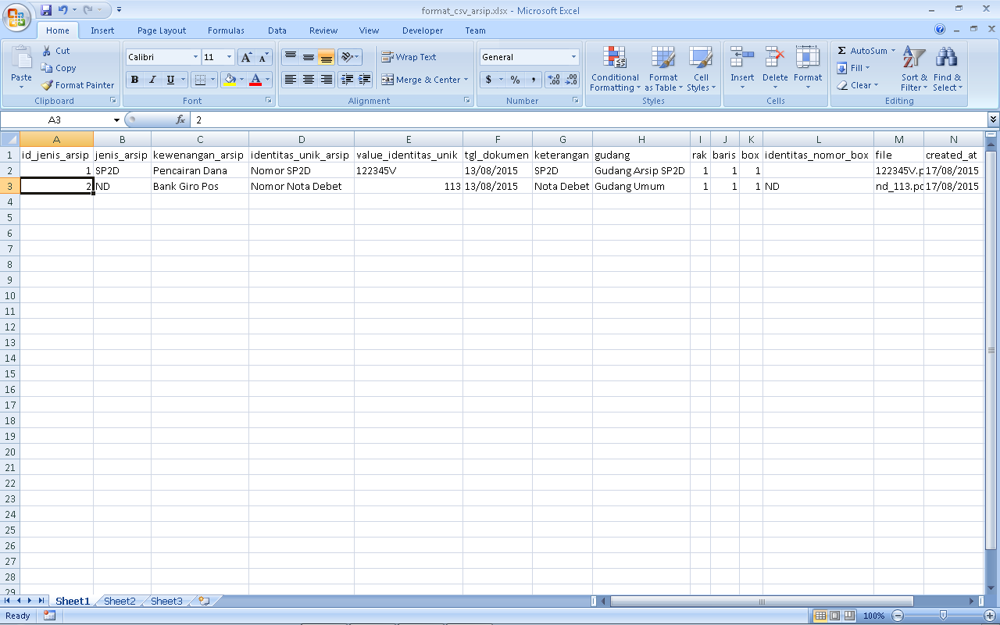 format_csv_arsip.xlsx - Microsoft Excel
Home Insert Page Layout Formulas Data Review View Developer Team
Paste Cut Copy Format Painter Clipboard
Calibri 11 B I U A Font
Wrap Text Merge & Center Alignment
General $ % , Number
Conditional Formatting Format as Table Cell Styles Styles
Insert Delete Format Cells
Σ AutoSum Fill Clear Sort & Filter Find & Select Editing
A3 fx 2
A B C D E F G H I J K L M N
1 id_jenis_arsip jenis_arsip kewenangan_arsip identitas_unik_arsip value_identitas_unik tgl_dokumen keterangan gudang rak baris box identitas_nomor_box file created_at
2 1 SP2D Pencairan Dana Nomor SP2D 122345V 13/08/2015 SP2D Gudang Arsip SP2D 1 1 1 122345V.p 17/08/2015
3 2 ND Bank Giro Pos Nomor Nota Debet 113 13/08/2015 Nota Debet Gudang Umum 1 1 1 ND nd_113.pd 17/08/2015
4
5
6
7
8
9
10
11
12
13
14
15
16
17
18
19
20
21
22
23
24
25
26
27
28
29
Sheet1 Sheet2 Sheet3
Ready 100%